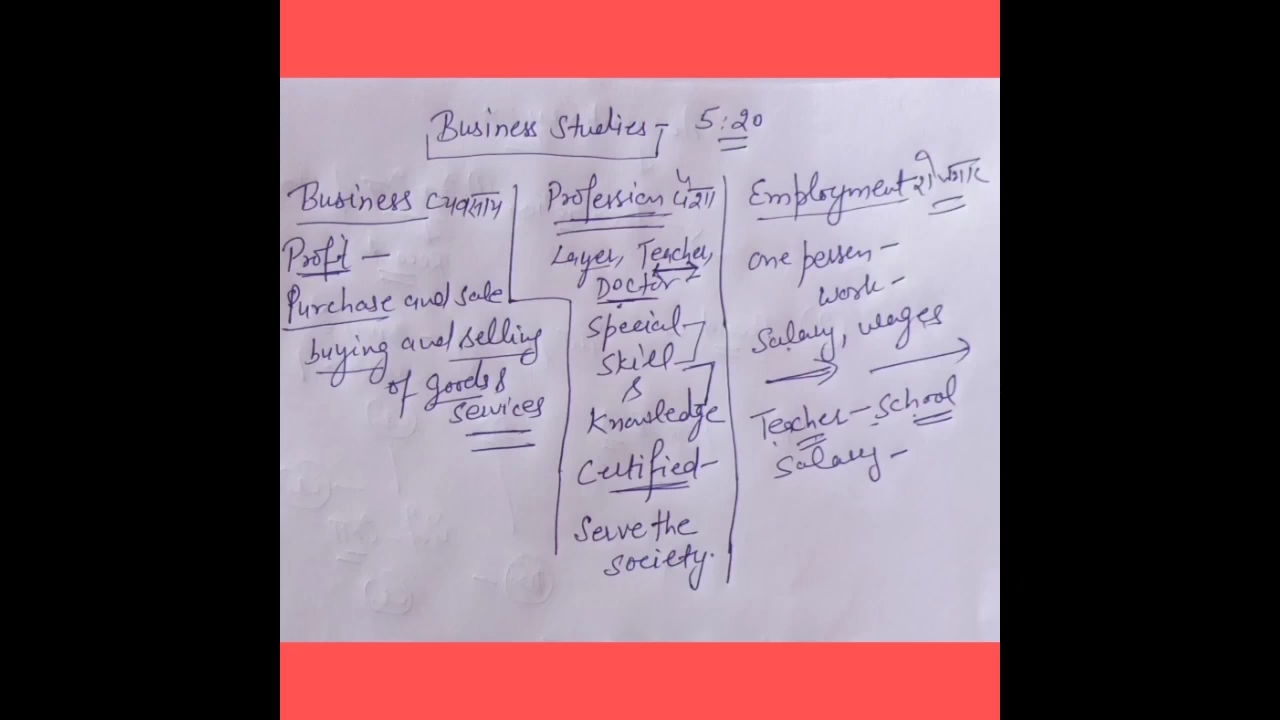 Business Studies - 5:20
Business व्यवसाय
Profit -
Purchase and sale
buying and selling
of goods &
services
Profession पेशा
Layer, Teacher,
Doctor
Special
Skill
&
Knowledge
Certified -
Serve the
society.
Employment रोजगार
one person -
work -
Salary, wages
Teacher - School
Salary -